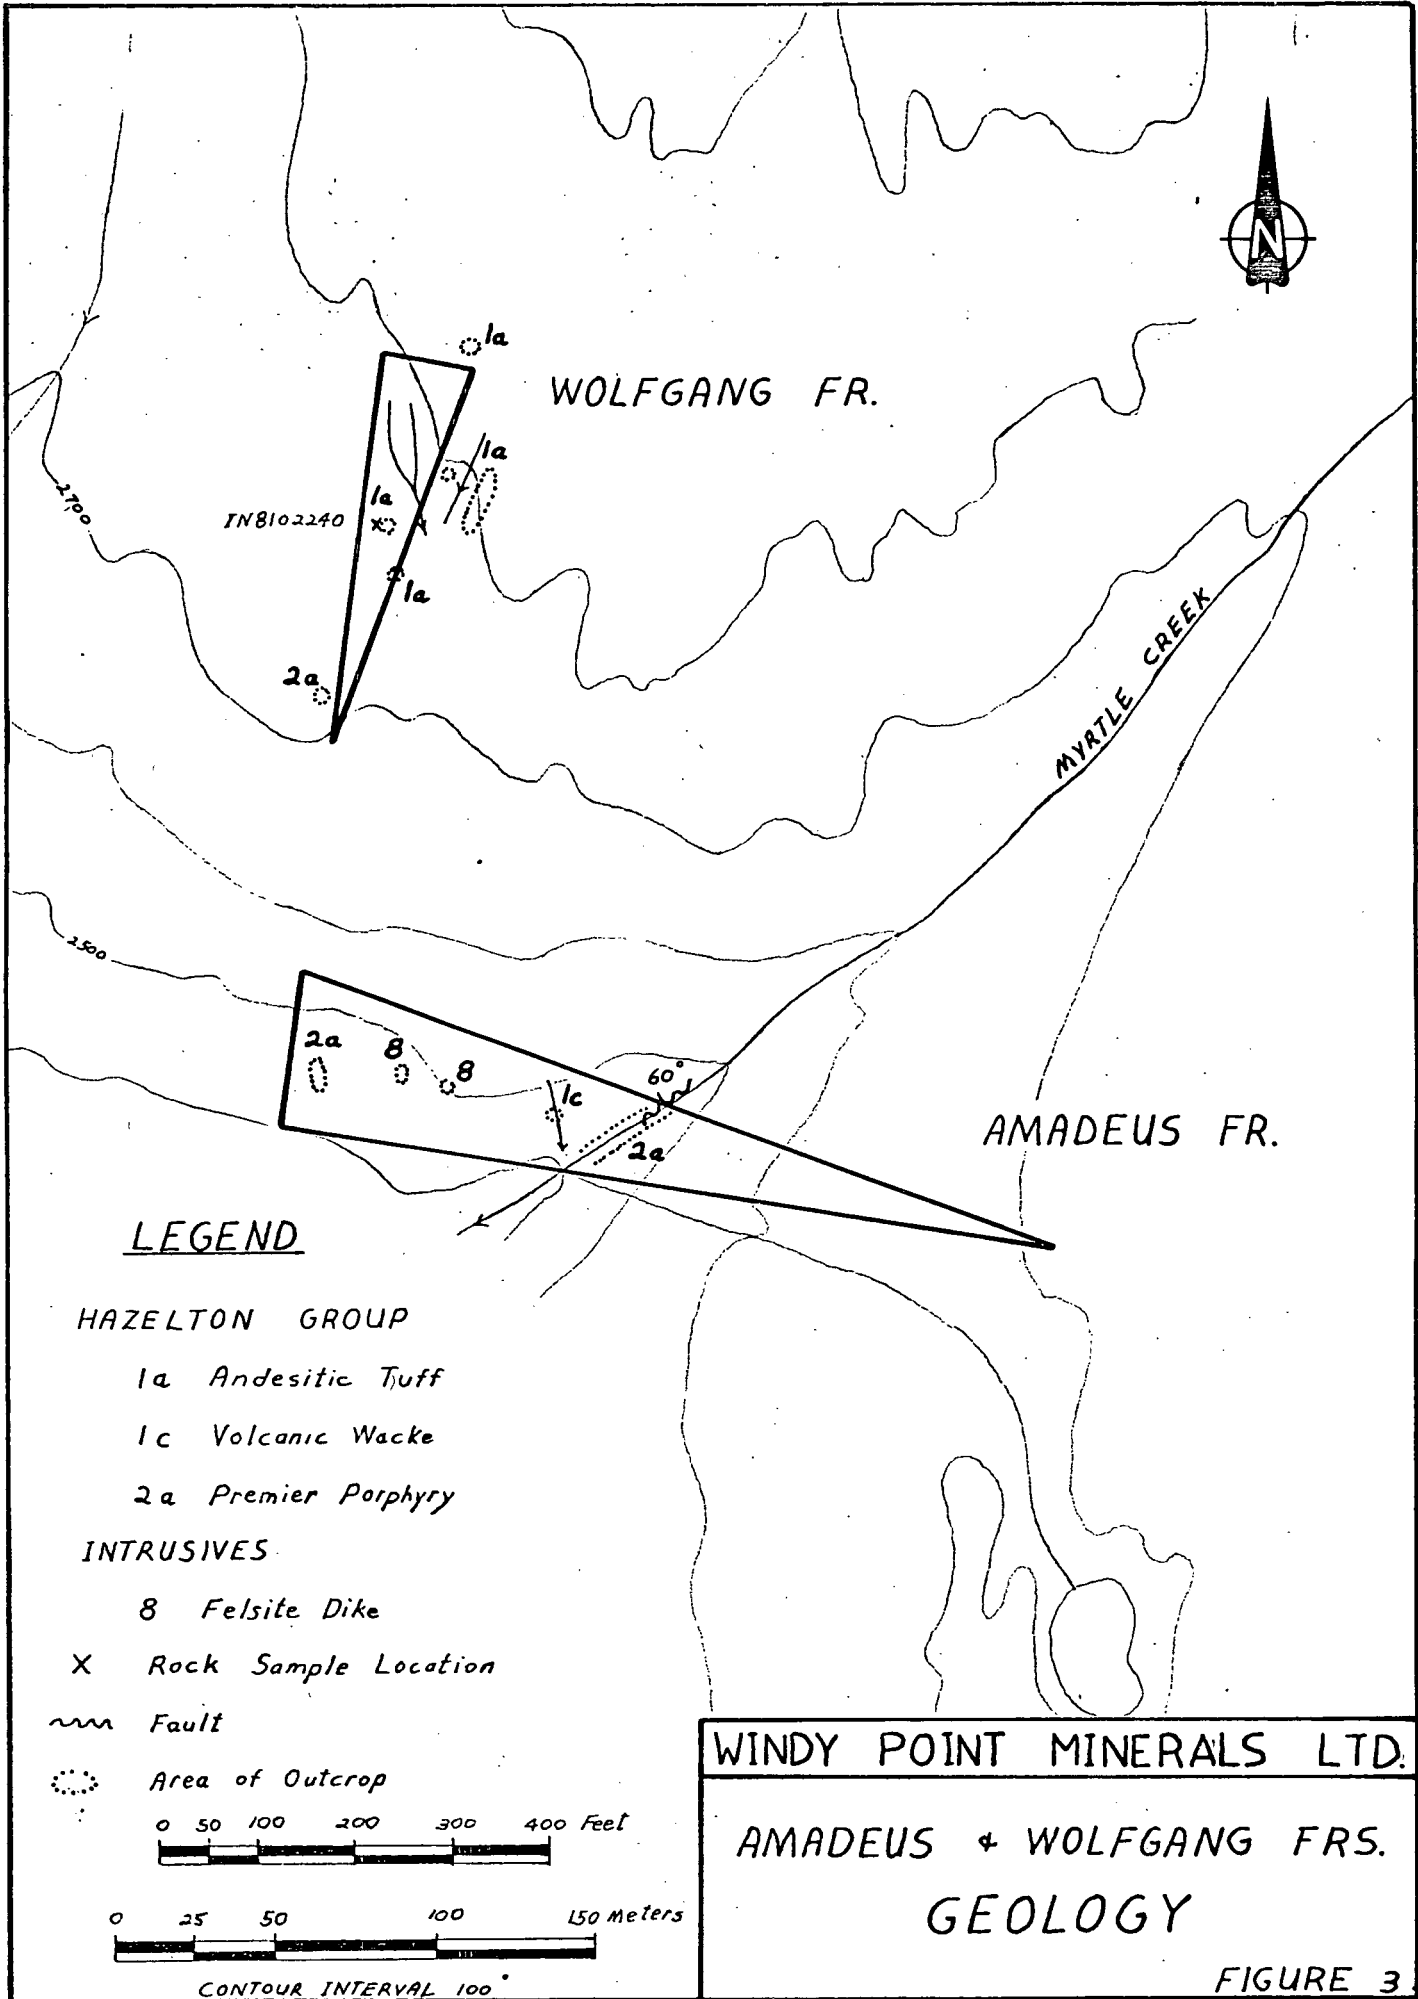 N
1a
WOLFGANG FR.
1a
2700
1a
IN8102240
1a
2a
MYRTLE CREEK
2500
2a
8
8
60°
1c
2a
AMADEUS FR.
LEGEND
HAZELTON GROUP
1a Andesitic Tuff
1c Volcanic Wacke
2a Premier Porphyry
INTRUSIVES
8 Felsite Dike
X Rock Sample Location
Fault
Area of Outcrop
0 50 100 200 300 400 Feet
0 25 50 100 150 Meters
CONTOUR INTERVAL 100'
WINDY POINT MINERALS LTD.
AMADEUS & WOLFGANG FRS.
GEOLOGY
FIGURE 3